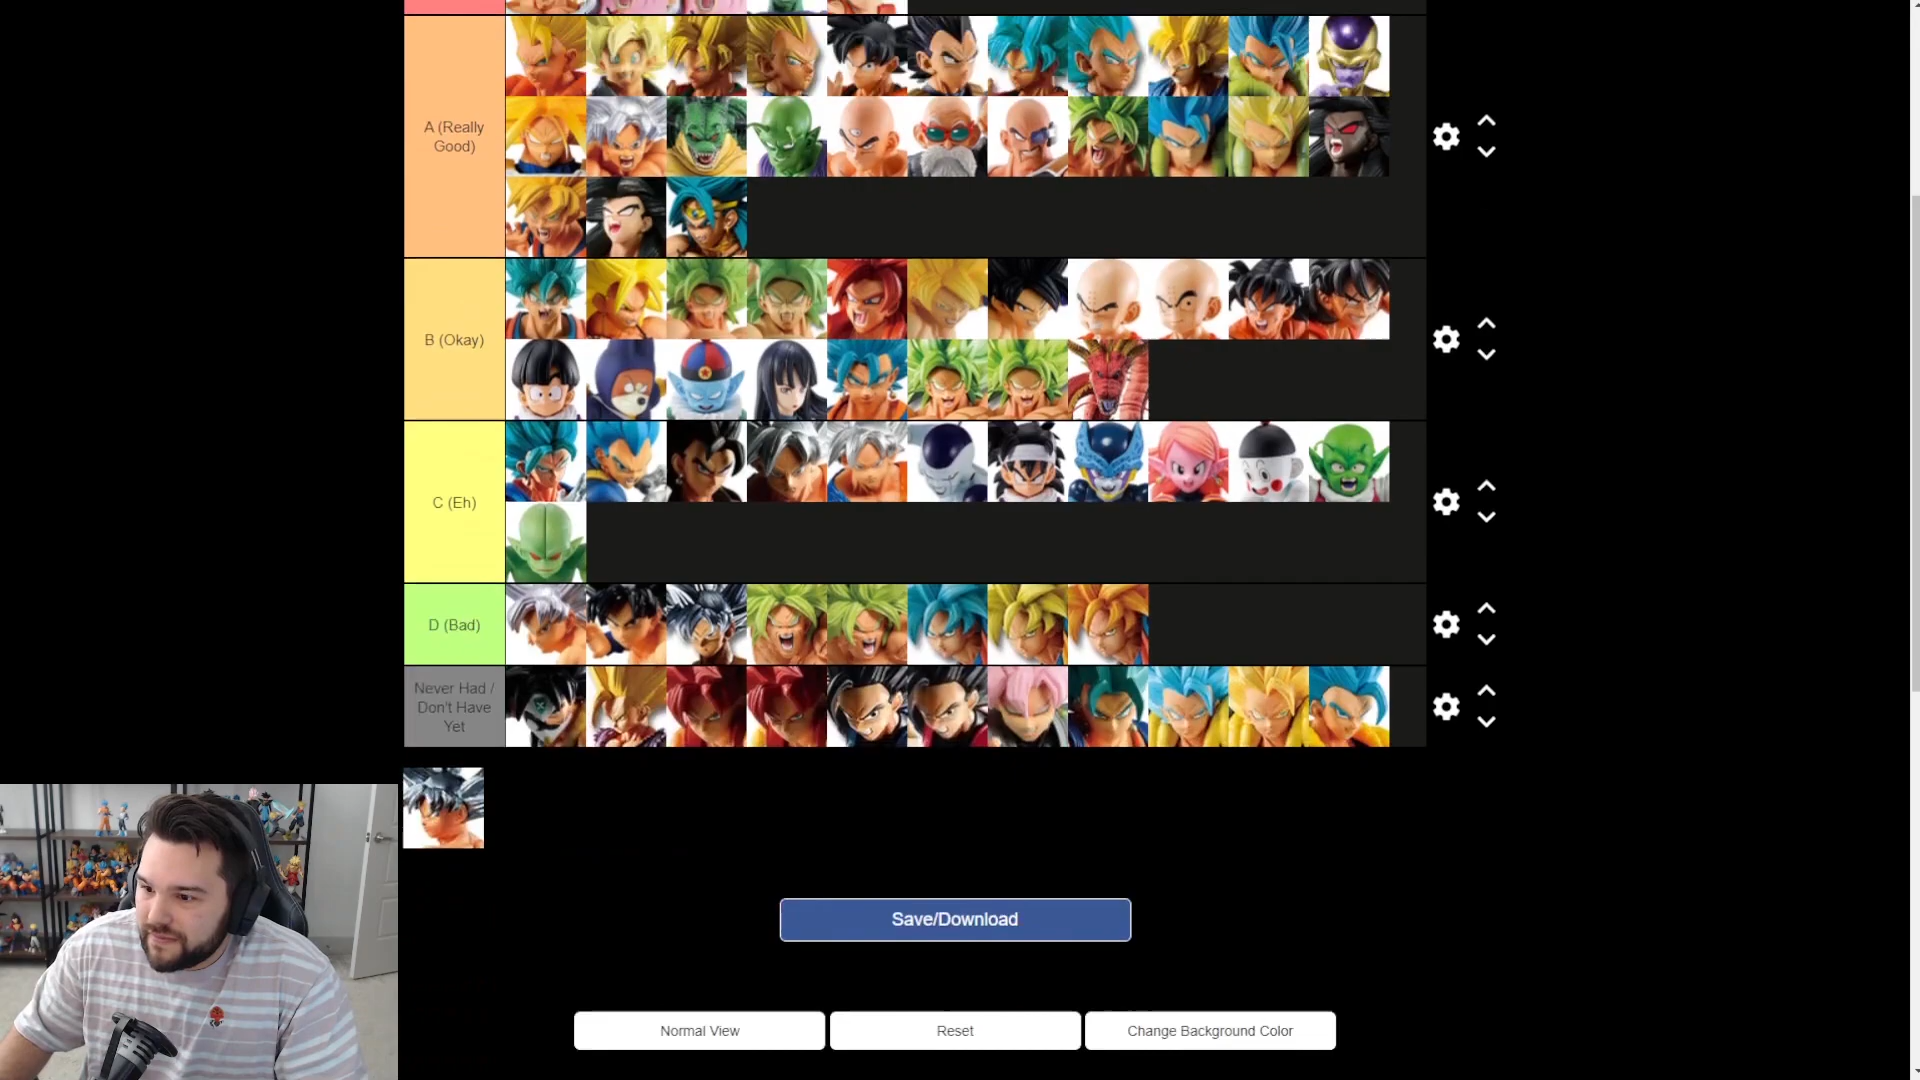 A (Really
Good)
B (Okay)
C (Eh)
D (Bad)
Never Had /
Don't Have
Yet
Save/Download
Normal View
Reset
Change Background Color